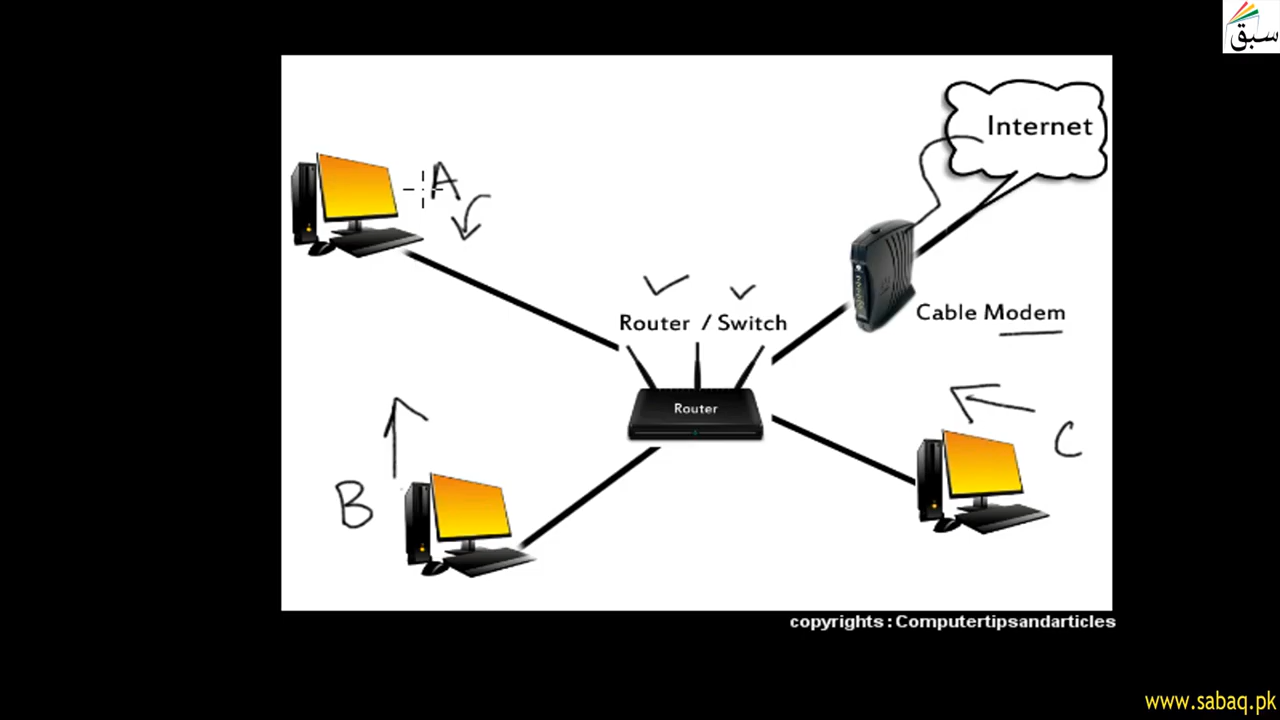 سبق
Internet
A
Router / Switch
Cable Modem
Router
C
B
copyrights : Computertipsandarticles
www.sabaq.pk